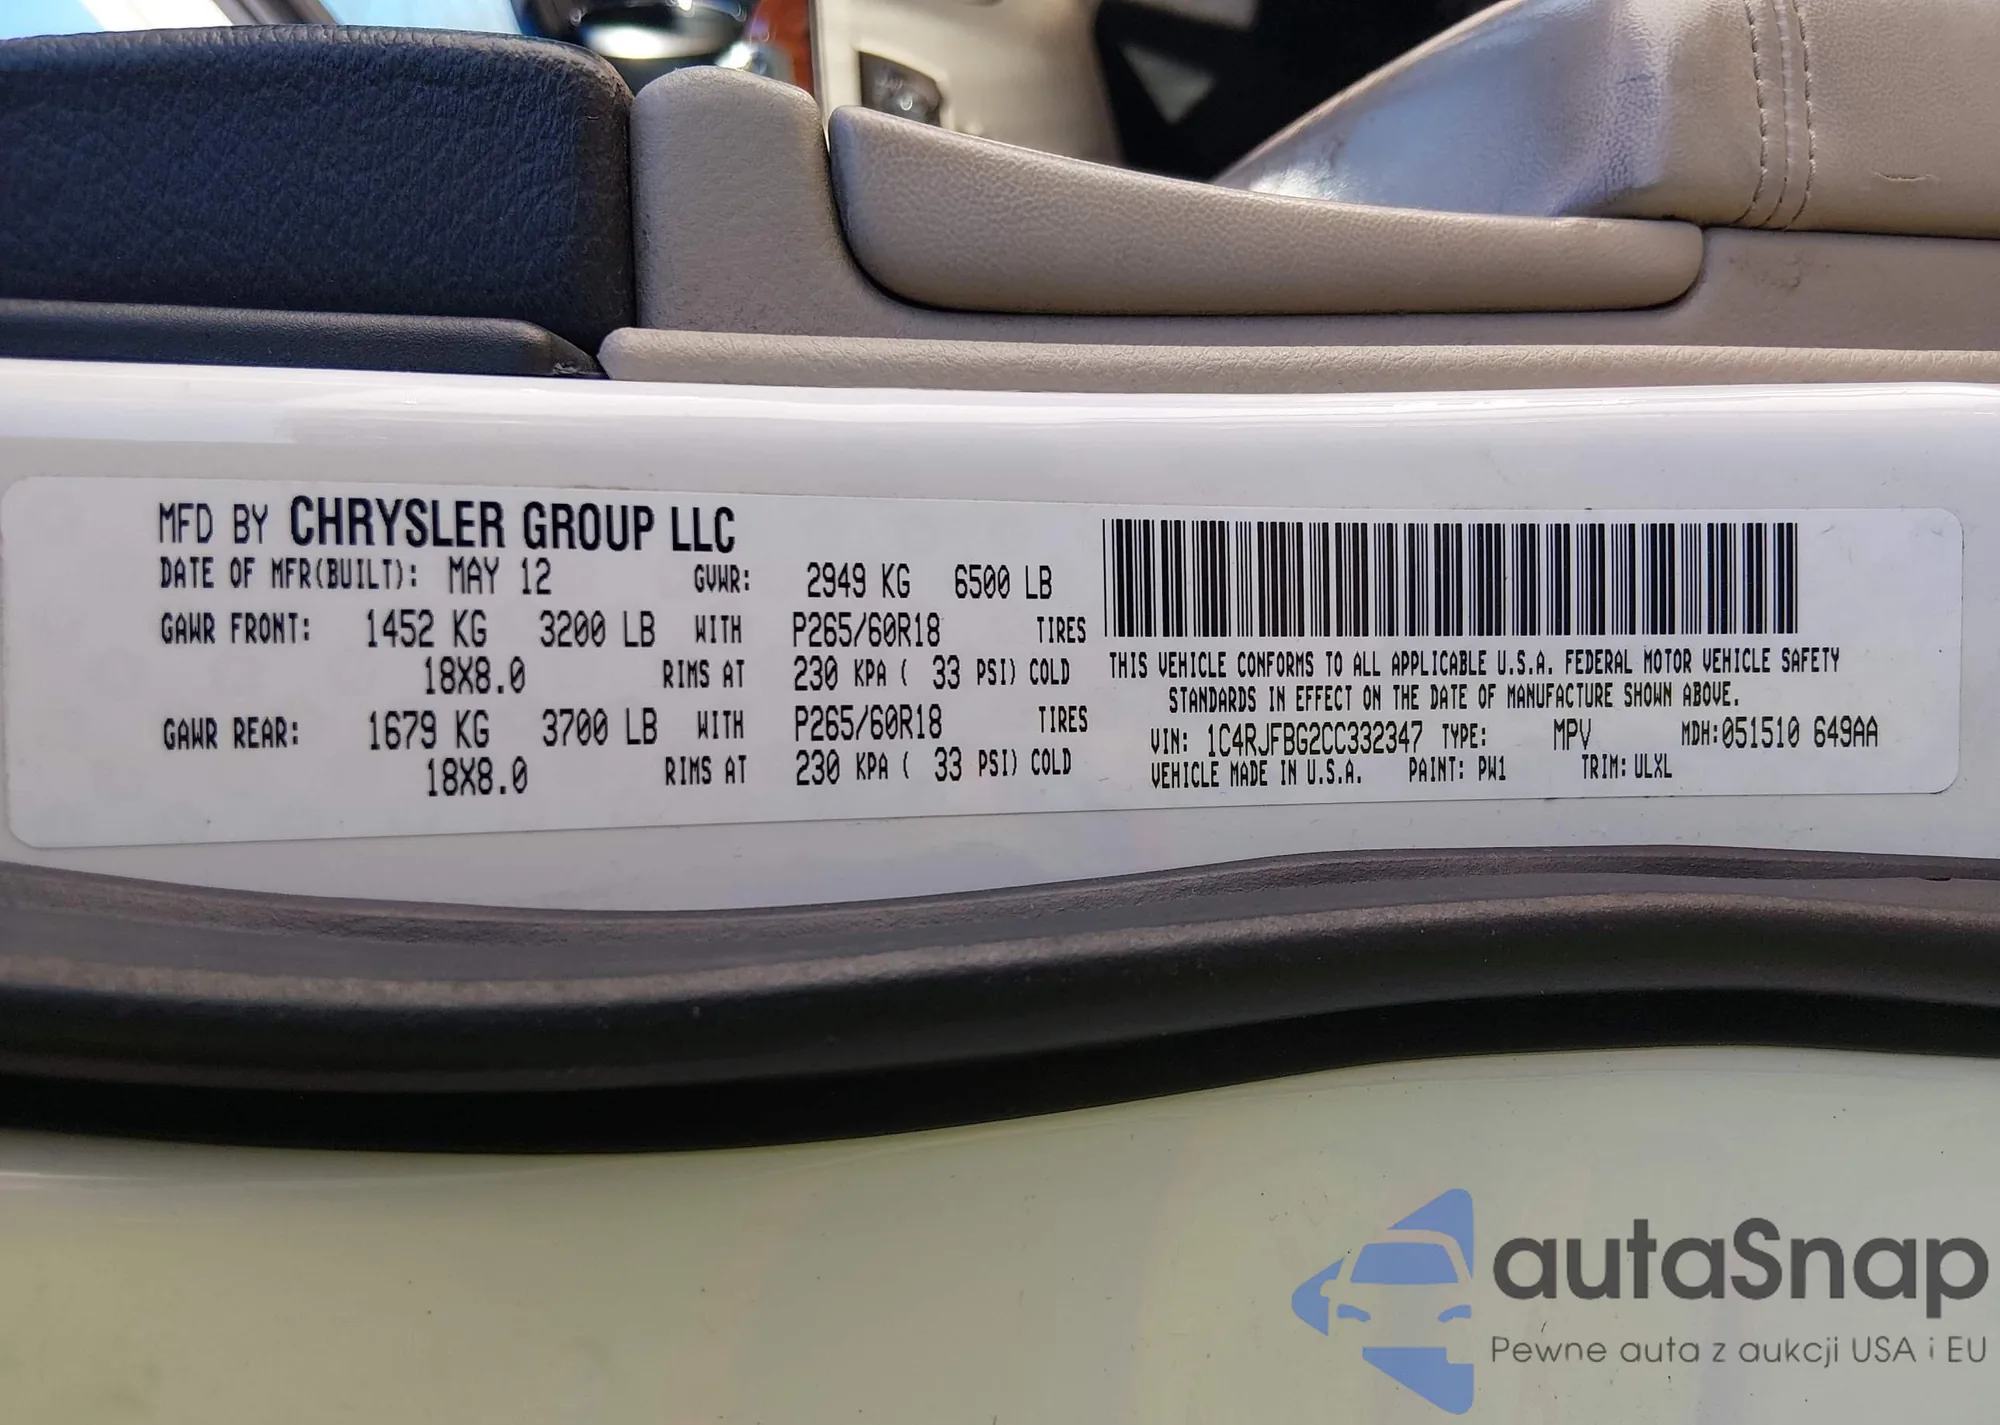 MFD BY CHRYSLER GROUP LLC
DATE OF MFR(BUILT): MAY 12 GVWR: 2949 KG 6500 LB
GAWR FRONT: 1452 KG 3200 LB WITH P265/60R18 TIRES
18X8.0 RIMS AT 230 KPA ( 33 PSI) COLD
GAWR REAR: 1679 KG 3700 LB WITH P265/60R18 TIRES
18X8.0 RIMS AT 230 KPA ( 33 PSI) COLD
THIS VEHICLE CONFORMS TO ALL APPLICABLE U.S.A. FEDERAL MOTOR VEHICLE SAFETY
STANDARDS IN EFFECT ON THE DATE OF MANUFACTURE SHOWN ABOVE.
VIN: 1C4RJFBG2CC332347 TYPE: MPV MDH:051510 649AA
VEHICLE MADE IN U.S.A. PAINT: PW1 TRIM: ULXL
autaSnap
Pewne auta z aukcji USA i EU